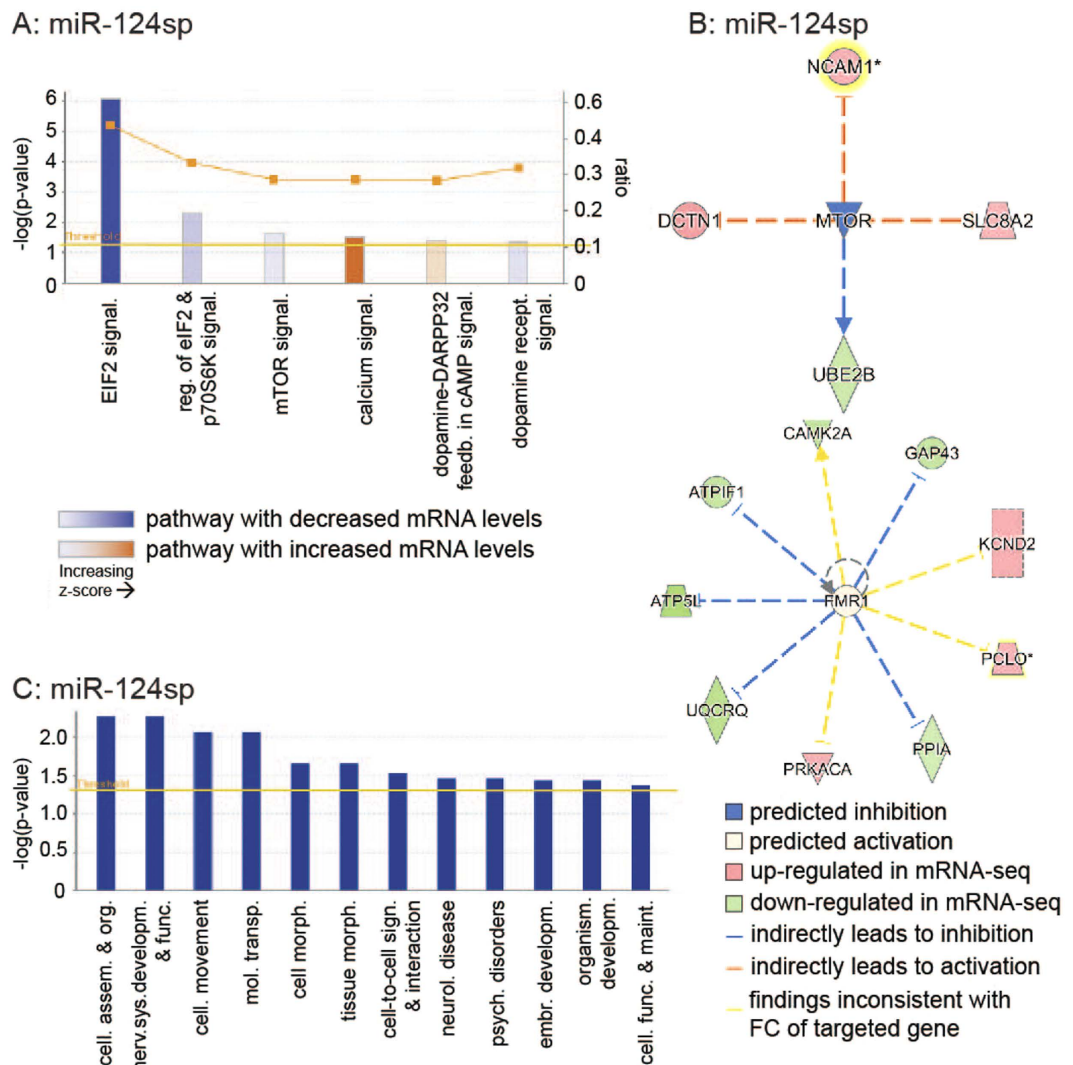 A: miR-124sp
-log(p-value)
6
5
4
3
2
1
0
Threshold
0.6
0.4
0.3
0.2
0.1
0
ratio
EIF2 signal.
reg. of eIF2 &
p70S6K signal.
mTOR signal.
calcium signal.
dopamine-DARPP32
feedb. in cAMP signal.
dopamine recept.
signal.
pathway with decreased mRNA levels
pathway with increased mRNA levels
Increasing
z-score →
B: miR-124sp
NCAM1*
DCTN1
MTOR
SLC8A2
UBE2B
CAMK2A
GAP43
ATPIF1
KCND2
ATP5L
FMR1
PCLO*
UQCRQ
PPIA
PRKACA
predicted inhibition
predicted activation
up-regulated in mRNA-seq
down-regulated in mRNA-seq
indirectly leads to inhibition
indirectly leads to activation
findings inconsistent with
FC of targeted gene
C: miR-124sp
-log(p-value)
2.0
1.5
1.0
0.5
0
Threshold
cell. assem. & org.
nerv.sys.developm.
& func.
cell. movement
mol. transp.
cell morph.
tissue morph.
cell-to-cell sign.
& interaction
neurol. disease
psych. disorders
embr. developm.
organism.
developm.
cell. func. & maint.